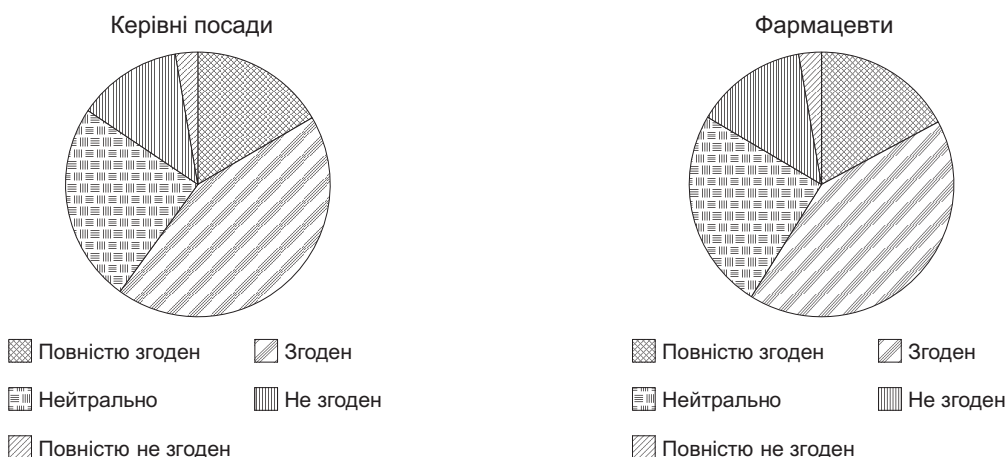 Керівні посади
Повністю згоден
Згоден
Нейтрально
Не згоден
Повністю не згоден
Фармацевти
Повністю згоден
Згоден
Нейтрально
Не згоден
Повністю не згоден